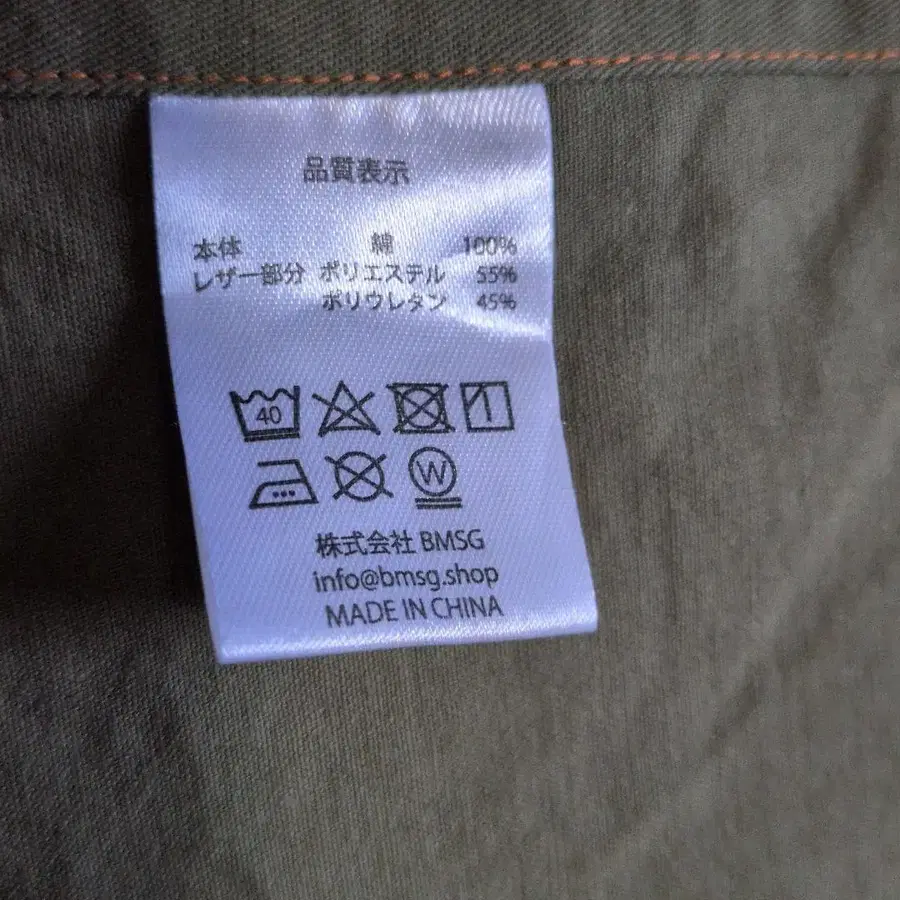 品質表示
本体 綿 100%
レザー部分 ポリエステル 55%
ポリウレタン 45%
40
W
株式会社 BMSG
info@bmsg.shop
MADE IN CHINA